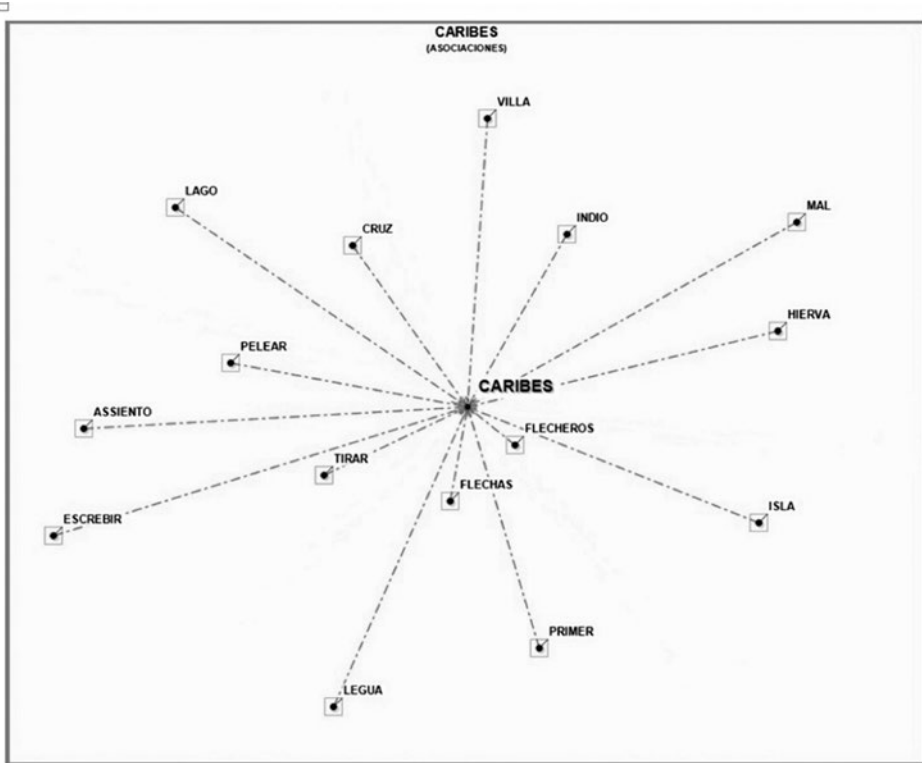 CARIBES
(ASOCIACIONES)
VILLA
LAGO
MAL
CRUZ
INDIO
HIERVA
PELEAR
CARIBES
ASSIENTO
FLECHEROS
TIRAR
FLECHAS
ISLA
ESCREBIR
PRIMER
LEGUA